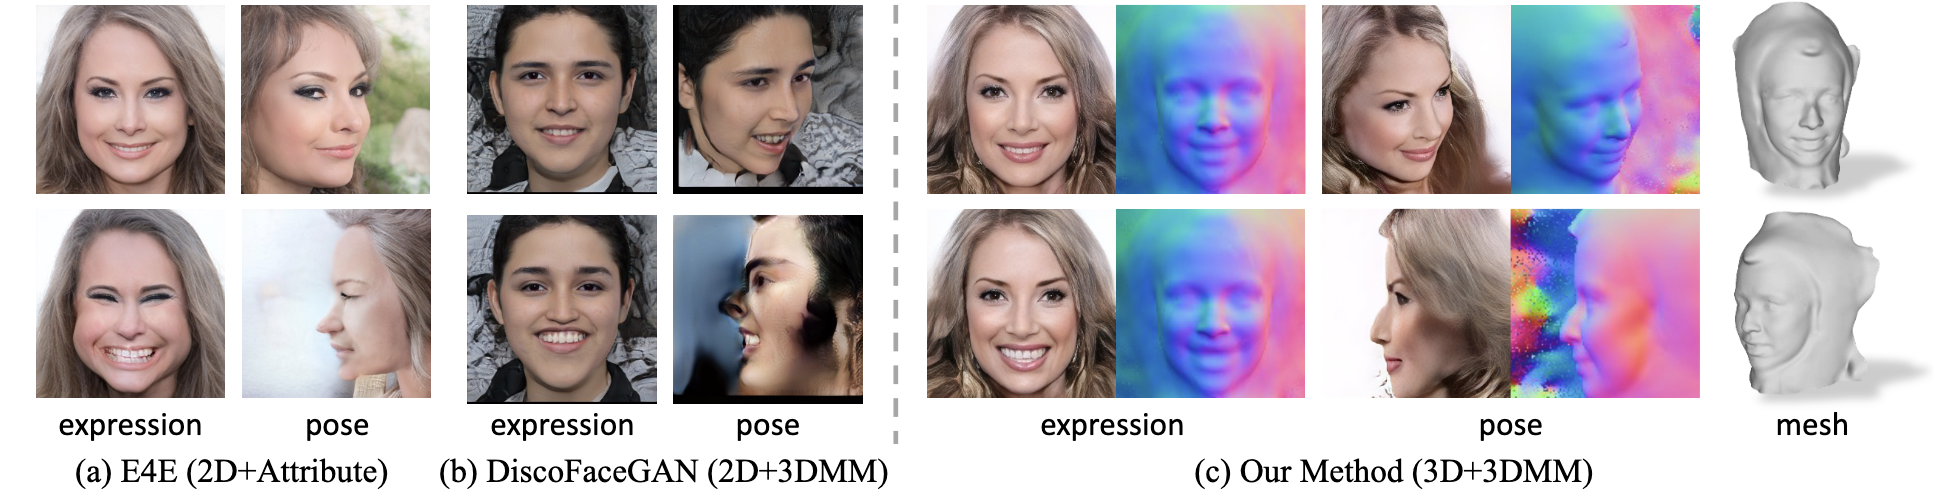 expression pose expression pose expression pose mesh
(a) E4E (2D+Attribute) (b) DiscoFaceGAN (2D+3DMM) (c) Our Method (3D+3DMM)